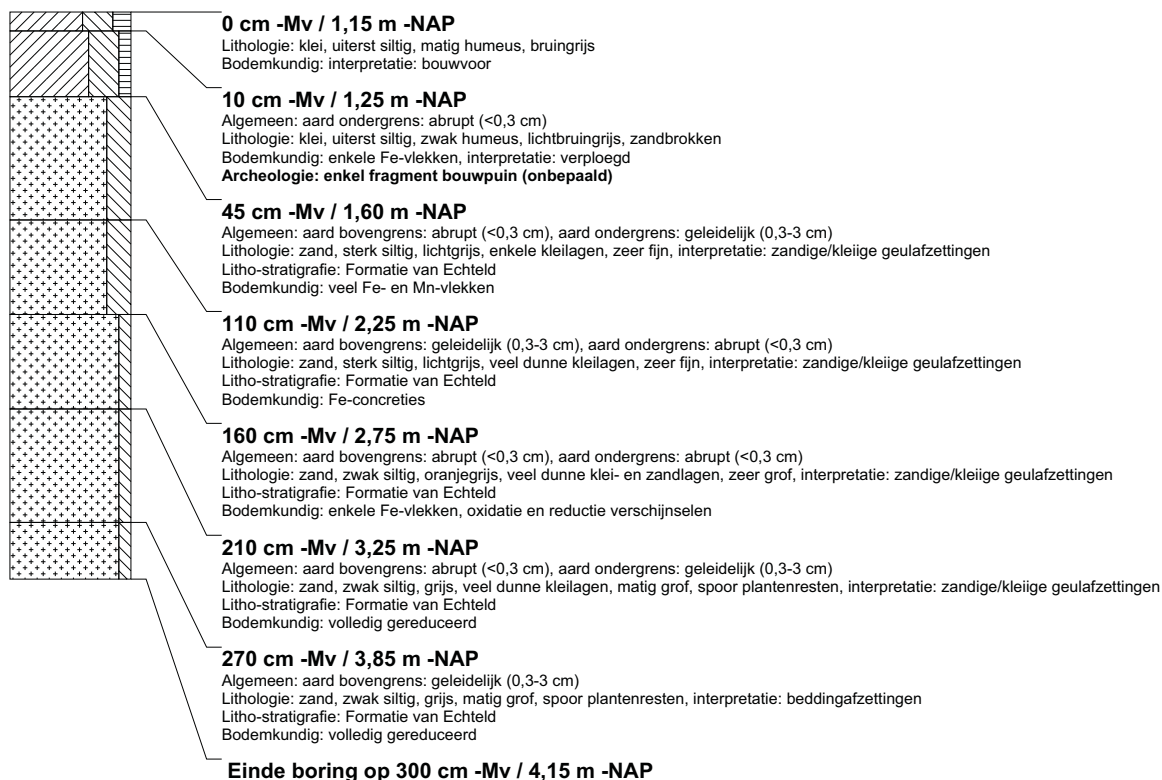 0 cm -Mv / 1,15 m -NAP
Lithologie: klei, uiterst siltig, matig humeus, bruingrijs
Bodemkundig: interpretatie: bouwvoor
10 cm -Mv / 1,25 m -NAP
Algemeen: aard ondergrens: abrupt (<0,3 cm)
Lithologie: klei, uiterst siltig, zwak humeus, lichtbruingrijs, zandbrokken
Bodemkundig: enkele Fe-vlekken, interpretatie: verploegd
Archeologie: enkel fragment bouwpuin (onbepaald)
45 cm -Mv / 1,60 m -NAP
Algemeen: aard bovengrens: abrupt (<0,3 cm), aard ondergrens: geleidelijk (0,3-3 cm)
Lithologie: zand, sterk siltig, lichtgrijs, enkele kleilagen, zeer fijn, interpretatie: zandige/kleiige geulafzettingen
Litho-stratigrafie: Formatie van Echteld
Bodemkundig: veel Fe- en Mn-vlekken
110 cm -Mv / 2,25 m -NAP
Algemeen: aard bovengrens: geleidelijk (0,3-3 cm), aard ondergrens: abrupt (<0,3 cm)
Lithologie: zand, sterk siltig, lichtgrijs, veel dunne kleilagen, zeer fijn, interpretatie: zandige/kleiige geulafzettingen
Litho-stratigrafie: Formatie van Echteld
Bodemkundig: Fe-concreties
160 cm -Mv / 2,75 m -NAP
Algemeen: aard bovengrens: abrupt (<0,3 cm), aard ondergrens: abrupt (<0,3 cm)
Lithologie: zand, zwak siltig, oranjegrijs, veel dunne klei- en zandlagen, zeer grof, interpretatie: zandige/kleiige geulafzettingen
Litho-stratigrafie: Formatie van Echteld
Bodemkundig: enkele Fe-vlekken, oxidatie en reductie verschijnselen
210 cm -Mv / 3,25 m -NAP
Algemeen: aard bovengrens: abrupt (<0,3 cm), aard ondergrens: geleidelijk (0,3-3 cm)
Lithologie: zand, zwak siltig, grijs, veel dunne kleilagen, matig grof, spoor plantenresten, interpretatie: zandige/kleiige geulafzettingen
Litho-stratigrafie: Formatie van Echteld
Bodemkundig: volledig gereduceerd
270 cm -Mv / 3,85 m -NAP
Algemeen: aard bovengrens: geleidelijk (0,3-3 cm)
Lithologie: zand, zwak siltig, grijs, matig grof, spoor plantenresten, interpretatie: beddingafzettingen
Litho-stratigrafie: Formatie van Echteld
Bodemkundig: volledig gereduceerd
Einde boring op 300 cm -Mv / 4,15 m -NAP